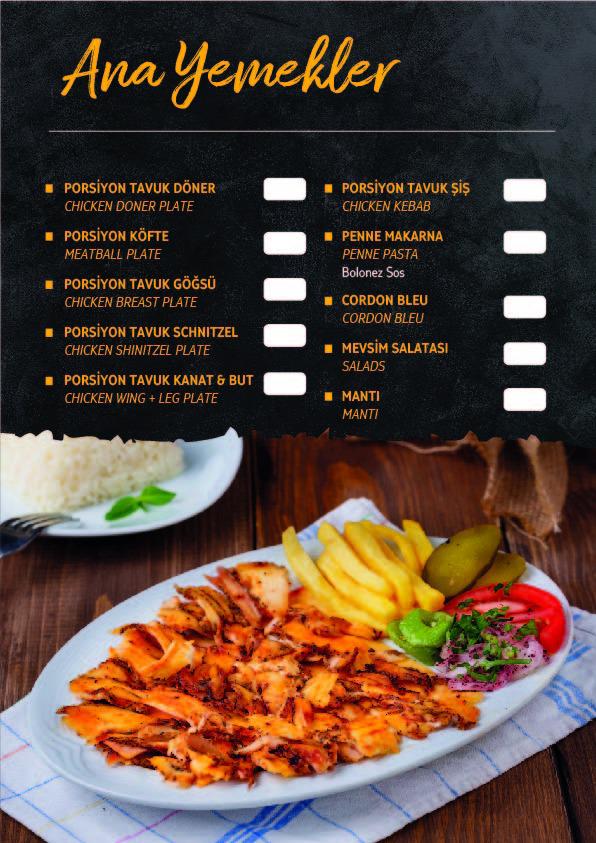 Ana Yemekler
PORSİYON TAVUK DÖNER
CHICKEN DONER PLATE
PORSİYON KÖFTE
MEATBALL PLATE
PORSİYON TAVUK GÖĞSÜ
CHICKEN BREAST PLATE
PORSİYON TAVUK SCHNITZEL
CHICKEN SHINITZEL PLATE
PORSİYON TAVUK KANAT & BUT
CHICKEN WING + LEG PLATE
PORSİYON TAVUK ŞİŞ
CHICKEN KEBAB
PENNE MAKARNA
PENNE PASTA
Bolonez Sos
CORDON BLEU
CORDON BLEU
MEVSİM SALATASI
SALADS
MANTI
MANTI